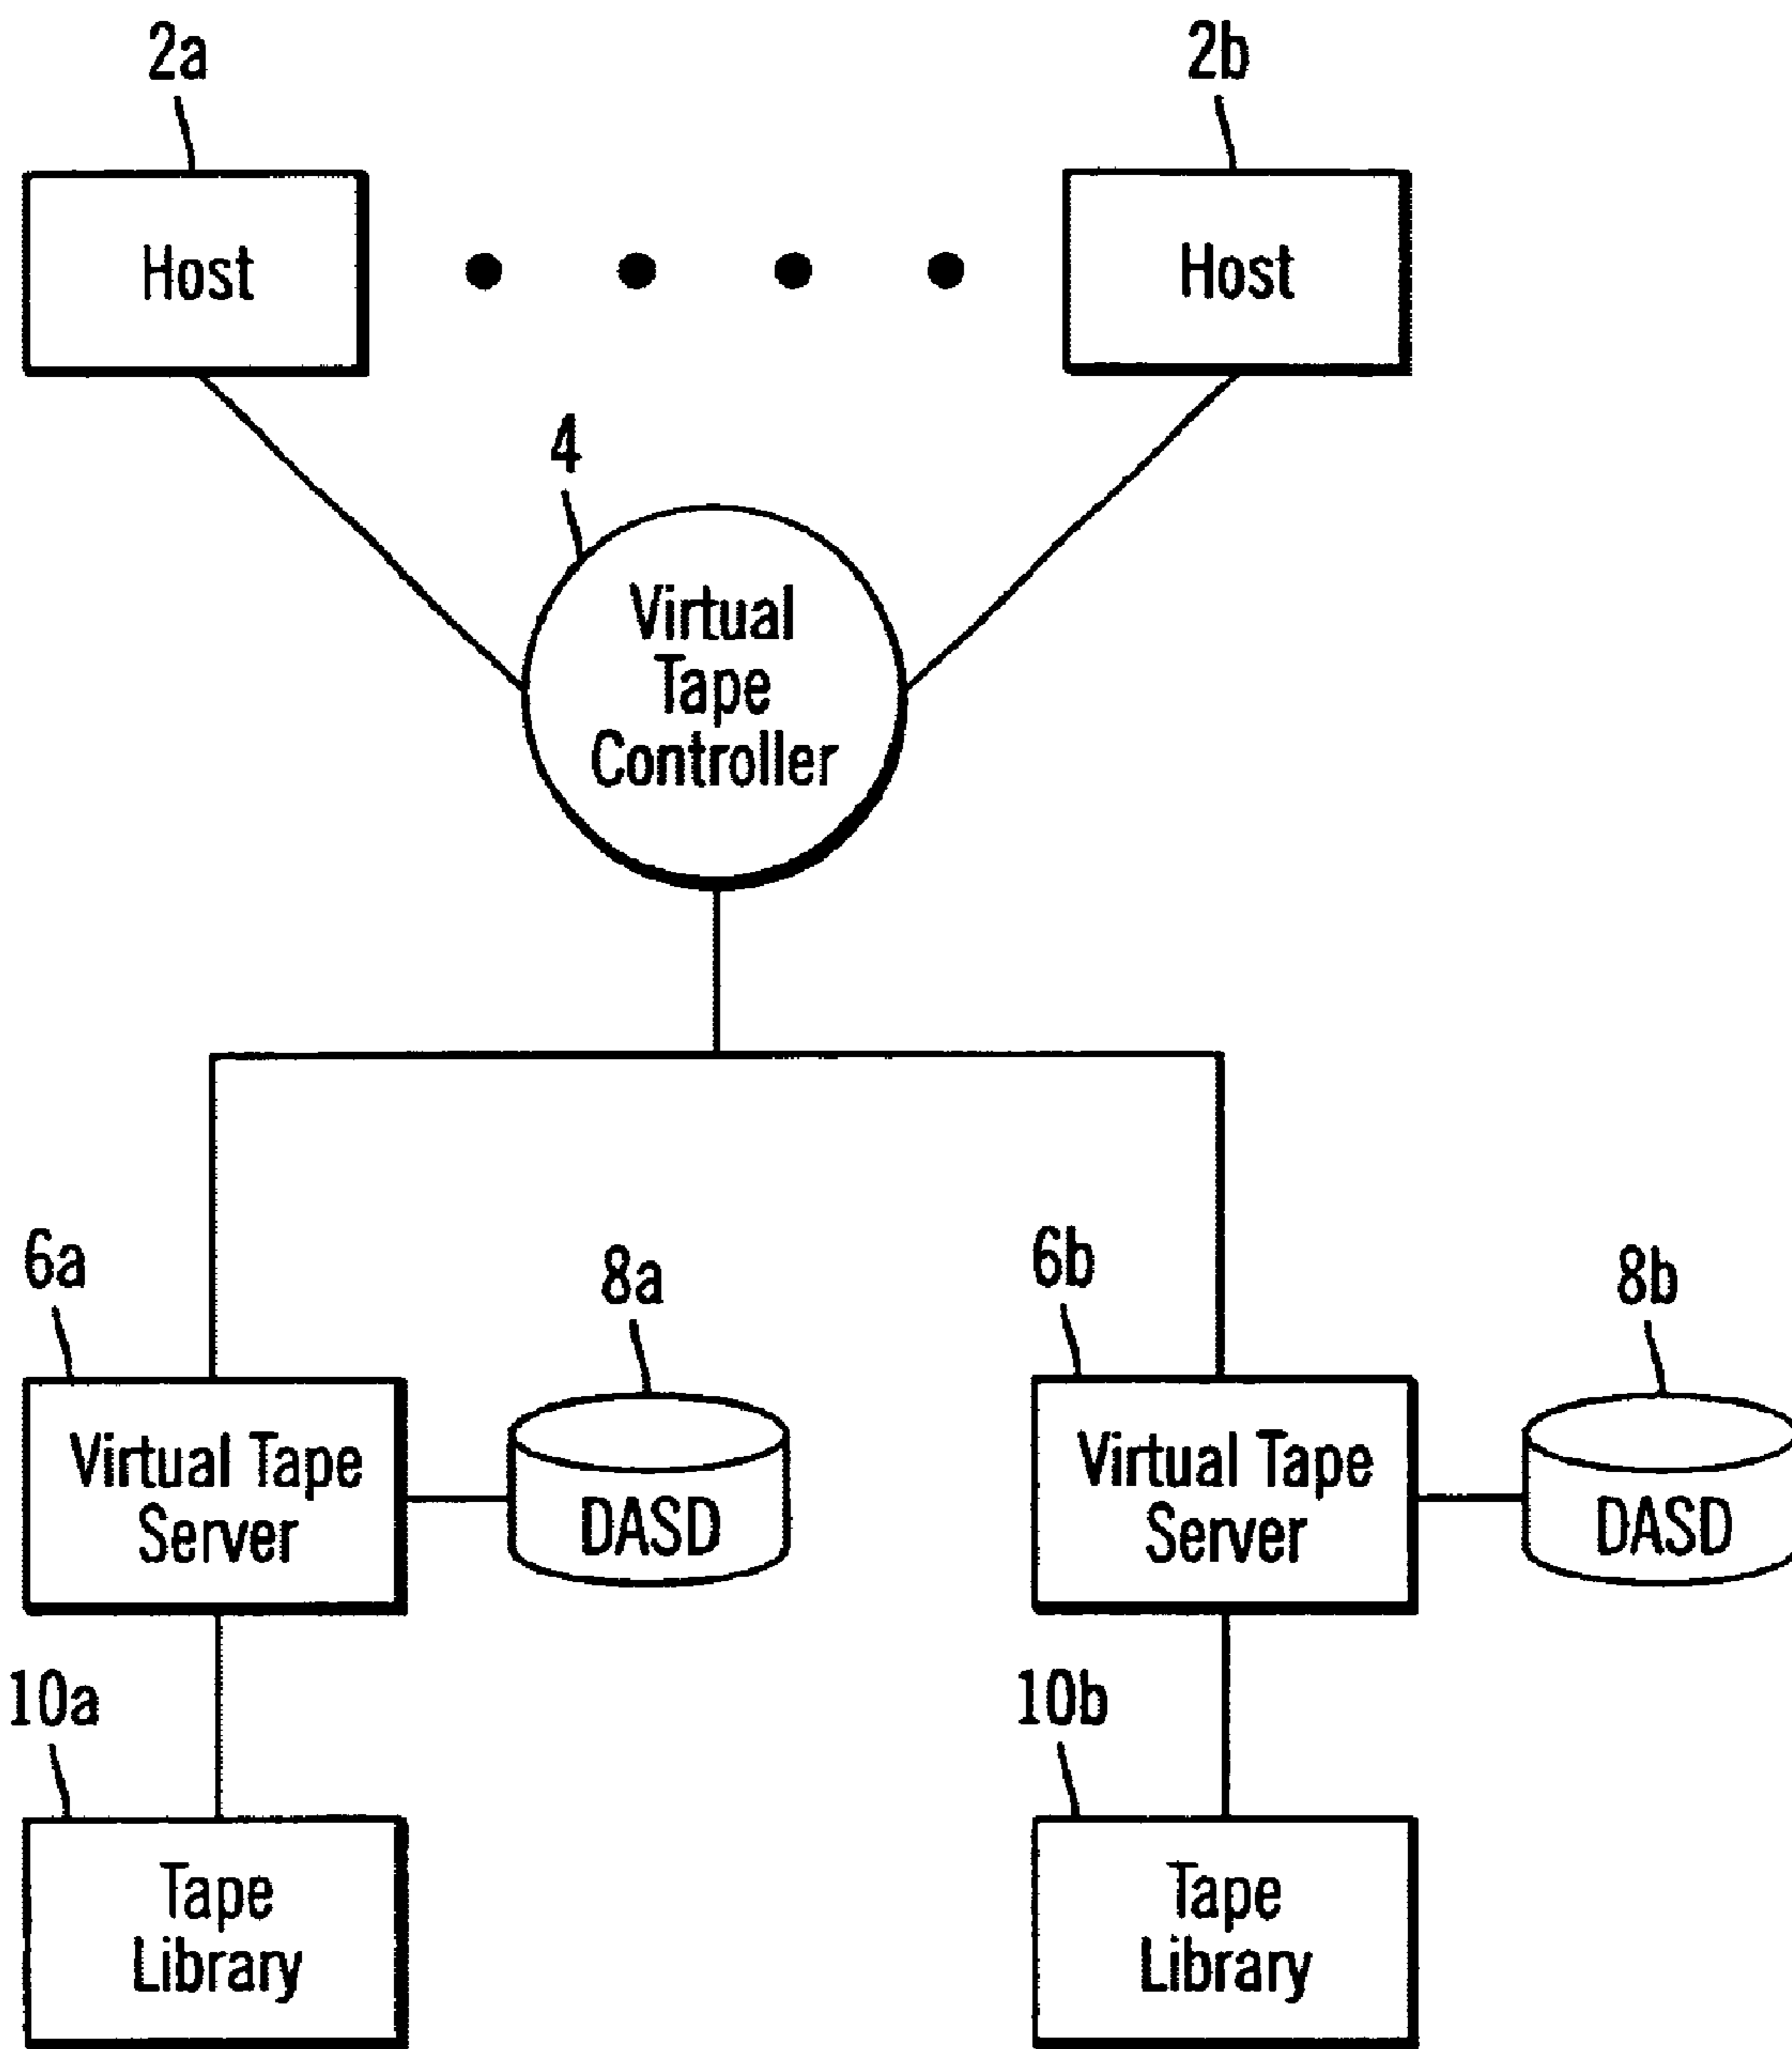 2a
2b
Host
Host
4
Virtual
Tape
Controller
6a
8a
6b
8b
Virtual Tape
Server
DASD
Virtual Tape
Server
DASD
10a
10b
Tape
Library
Tape
Library